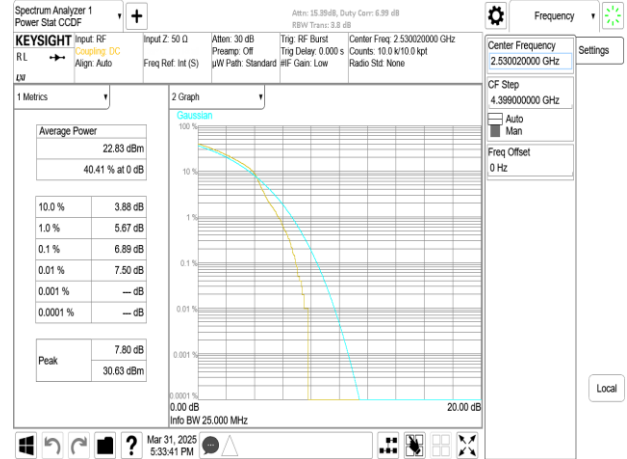 Spectrum Analyzer 1
Power Stat CCDF
Attn: 15.39dB, Duty Corr: 6.99 dB
RBW Trans: 3.8 dB
Frequency
KEYSIGHT
RL
Input: RF
Coupling: DC
Align: Auto
Input Z: 50 Ω
Freq Ref: Int (S)
Atten: 30 dB
Preamp: Off
µW Path: Standard
Trig: RF Burst
Trig Delay: 0.000 s
#IF Gain: Low
Center Freq: 2.530020000 GHz
Counts: 10.0 k/10.0 kpt
Radio Std: None
Center Frequency
2.530020000 GHz
Settings
CF Step
4.399000000 GHz
Auto
Man
Freq Offset
0 Hz
1 Metrics
Average Power
22.83 dBm
40.41 % at 0 dB
10.0 % 3.88 dB
1.0 % 5.67 dB
0.1 % 6.89 dB
0.01 % 7.50 dB
0.001 % --- dB
0.0001 % --- dB
Peak
7.80 dB
30.63 dBm
2 Graph
Gaussian
100 %
10 %
1 %
0.1 %
0.01 %
0.001 %
0.0001 %
0.00 dB
20.00 dB
Info BW 25.000 MHz
Local
Mar 31, 2025
5:33:41 PM